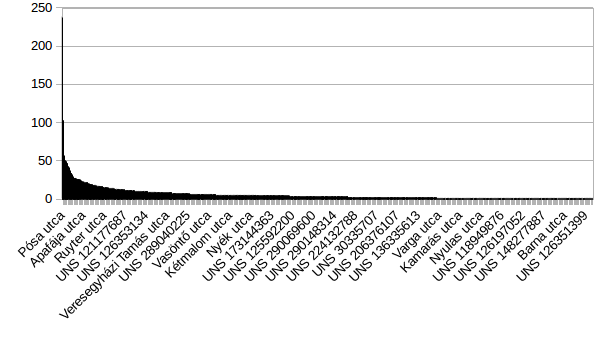 250
200
150
100
50
0
Pósa utca
Apafája utca
Ruyter utca
UNS 121177687
UNS 126353134
Veresegyházi Tamás utca
UNS 289040225
Vasöntő utca
Kétmalom utca
Nyék utca
UNS 173144363
UNS 125592200
UNS 290069600
UNS 290148314
UNS 224132788
UNS 30335707
UNS 206376107
UNS 136335613
Varga utca
Kamarás utca
Nyulas utca
UNS 118949876
UNS 126197052
UNS 148277887
Barna utca
UNS 126351399